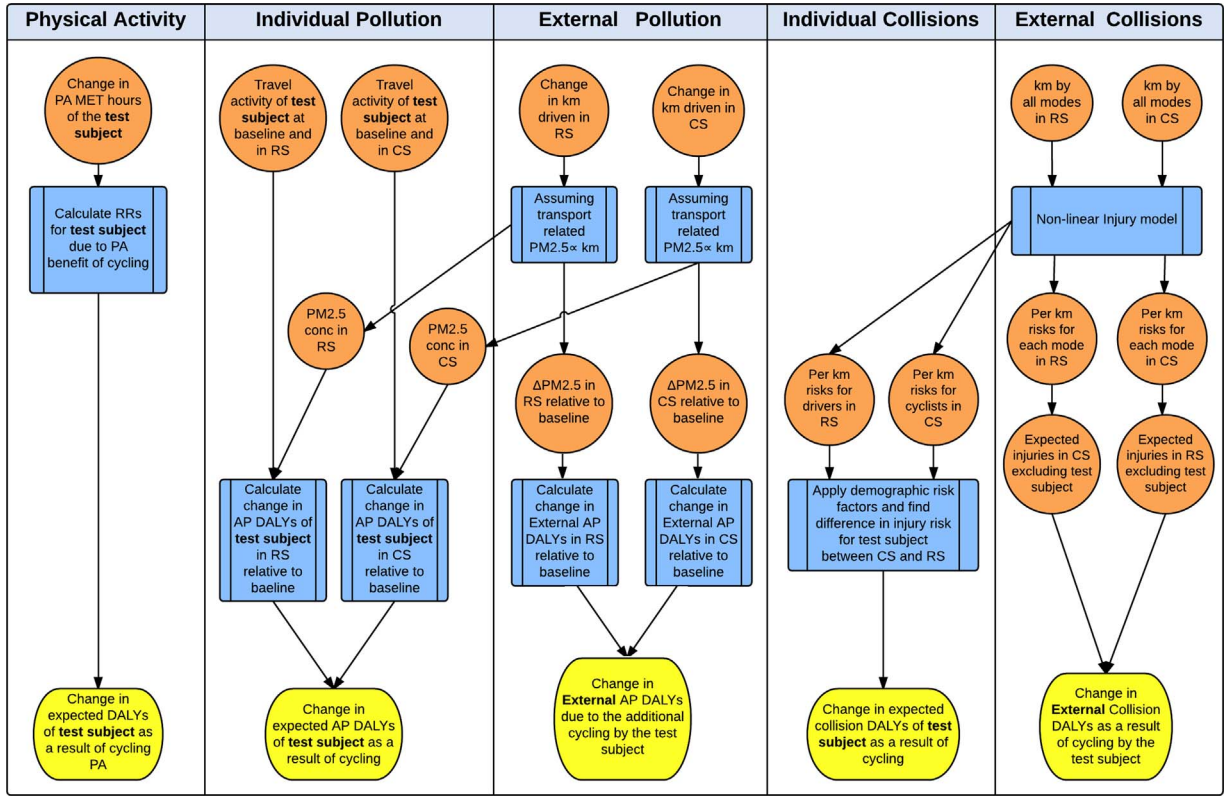 Physical Activity
Individual Pollution
External Pollution
Individual Collisions
External Collisions
Change in
PA MET hours
of the test
subject
Calculate RRs
for test subject
due to PA
benefit of cycling
Change in
expected DALYs
of test subject as
a result of cycling
PA
Travel
activity of test
subject at
baseline and
in RS
Travel
activity of test
subject at
baseline and
in CS
PM2.5
conc in
RS
PM2.5
conc in
CS
Calculate
change in
AP DALYs of
test subject
in RS
relative to
baeline
Calculate
change in
AP DALYs of
test subject
in CS
relative to
baseline
Change in
expected AP DALYs
of test subject as a
result of cycling
Change
in km
driven in
RS
Change in
km driven in
CS
Assuming
transport
related
PM2.5∝ km
Assuming
transport
related
PM2.5∝ km
ΔPM2.5 in
RS relative to
baseline
ΔPM2.5 in
CS relative to
baseline
Calculate
change in
External AP
DALYs in RS
relative to
baseline
Calculate
change in
External AP
DALYs in CS
relative to
baseline
Change in
External AP DALYs
due to the additional
cycling by the test
subject
Per km
risks for
drivers in
RS
Per km
risks for
cyclists in
CS
Apply demographic risk
factors and find
difference in injury risk
for test subject
between CS and RS
Change in expected
collision DALYs of test
subject as a result of
cycling
km by
all modes
in RS
km by
all modes
in CS
Non-linear Injury model
Per km
risks for
each mode
in RS
Per km
risks for
each mode
in CS
Expected
injuries in CS
excluding test
subject
Expected
injuries in RS
excluding test
subject
Change in
External Collision
DALYs as a result
of cycling by the
test subject